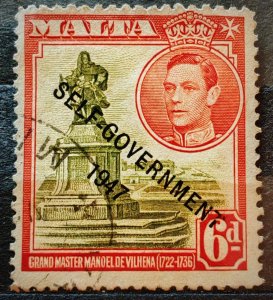 MALTA
SELF-GOVERNMENT
1947
6d
GRAND MASTER MANOEL DE VILHENA (1722-1736)